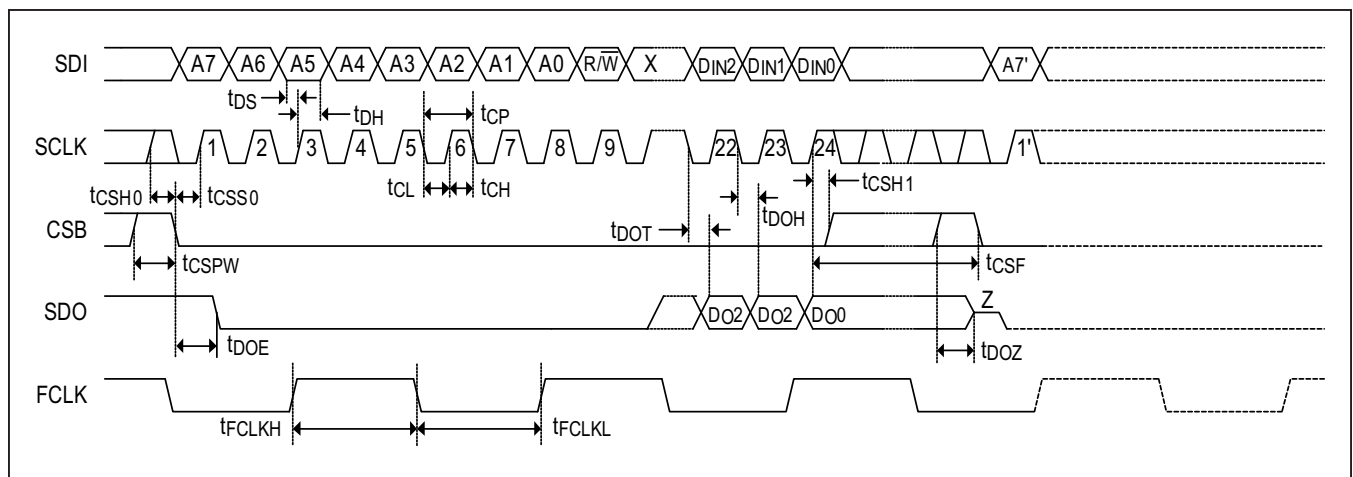 SDI A7 A6 A5 A4 A3 A2 A1 A0 R/W̅ X DIN2 DIN1 DIN0 A7'
tDS tDH tCP
SCLK 1 2 3 4 5 6 7 8 9 22 23 24 1'
tCSH0 tCSS0 tCL tCH tCSH1
tDOT tDOH
CSB
tCSPW tCSF
SDO DO2 DO2 DO0 Z
tDOE tDOZ
FCLK
tFCLKH tFCLKL